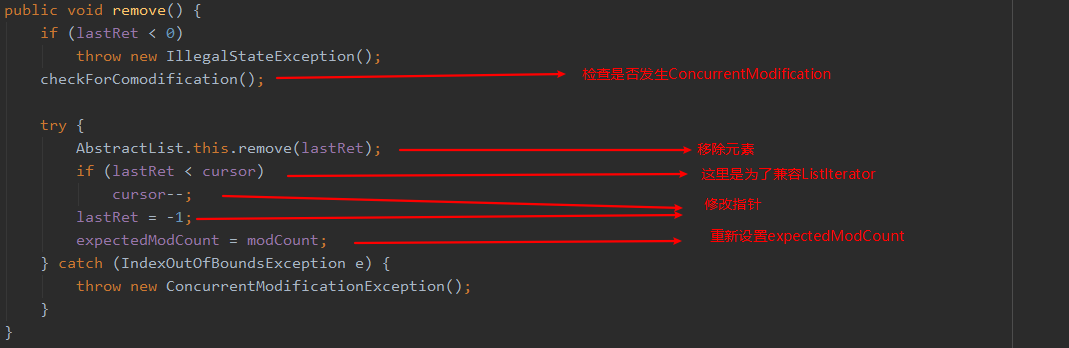 public void remove() {
if (lastRet < 0)
throw new IllegalStateException();
checkForComodification(); 检查是否发生ConcurrentModification
try {
AbstractList.this.remove(lastRet); 移除元素
if (lastRet < cursor) 这里是为了兼容ListIterator
cursor--; 修改指针
lastRet = -1;
expectedModCount = modCount; 重新设置expectedModCount
} catch (IndexOutOfBoundsException e) {
throw new ConcurrentModificationException();
}
}